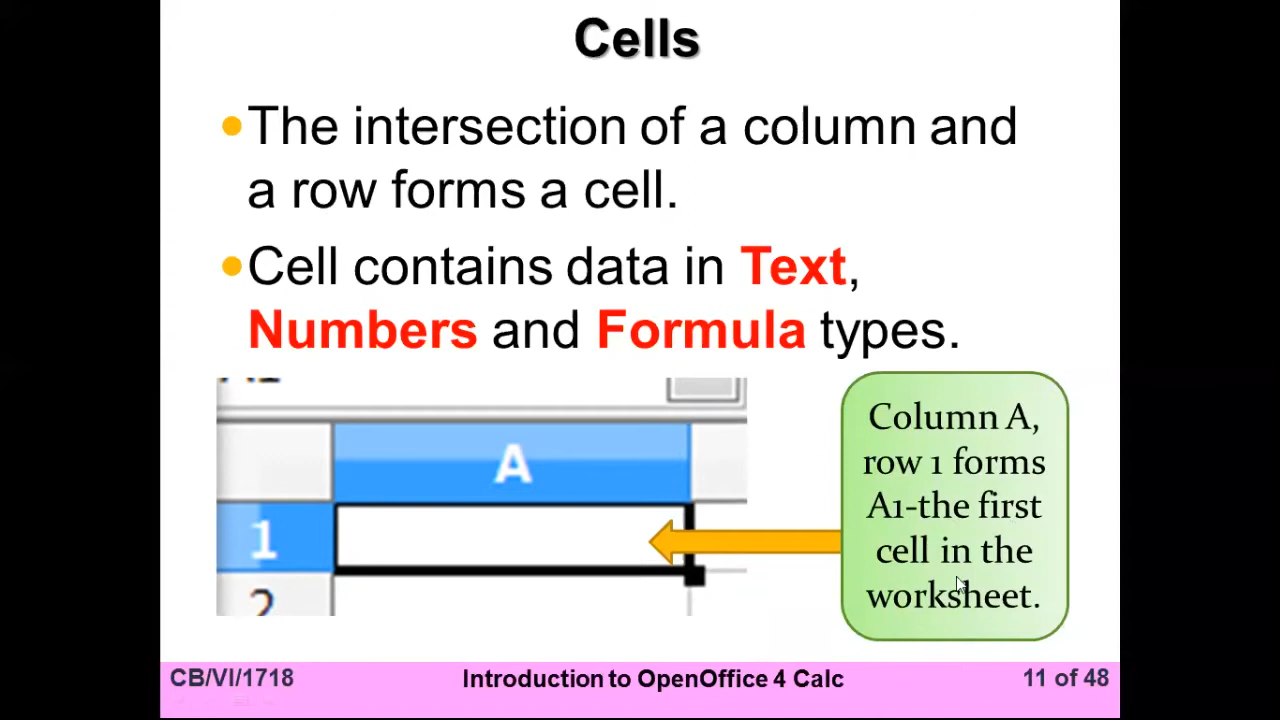 Cells
The intersection of a column and
a row forms a cell.
Cell contains data in Text,
Numbers and Formula types.
A
1
2
Column A,
row 1 forms
A1-the first
cell in the
worksheet.
CB/VI/1718
Introduction to OpenOffice 4 Calc
11 of 48